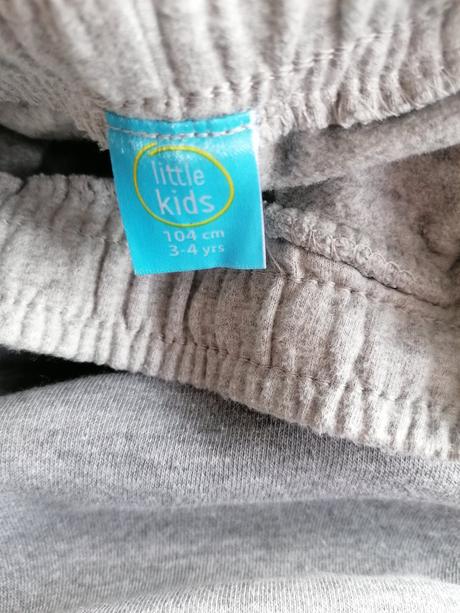 little
kids
104 cm
3-4 yrs